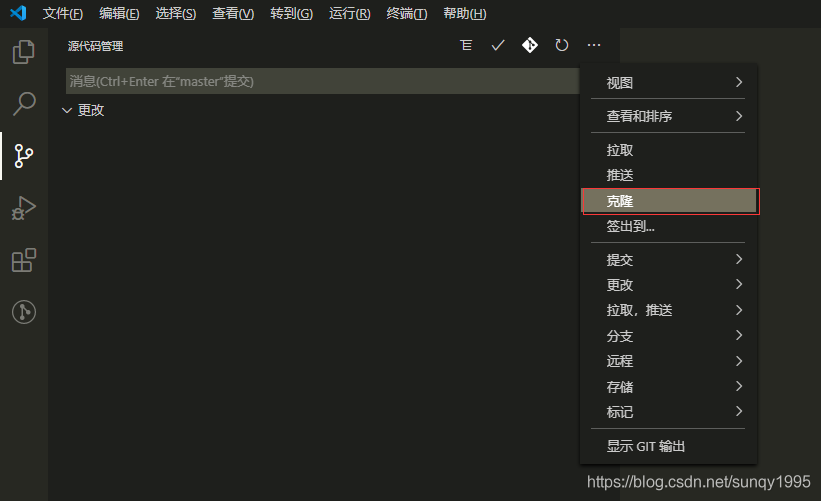 文件(F) 编辑(E) 选择(S) 查看(V) 转到(G) 运行(R) 终端(T) 帮助(H)
源代码管理
消息(Ctrl+Enter 在"master"提交)
更改
视图
查看和排序
拉取
推送
克隆
签出到...
提交
更改
拉取，推送
分支
远程
存储
标记
显示 GIT 输出
https://blog.csdn.net/sunqy1995